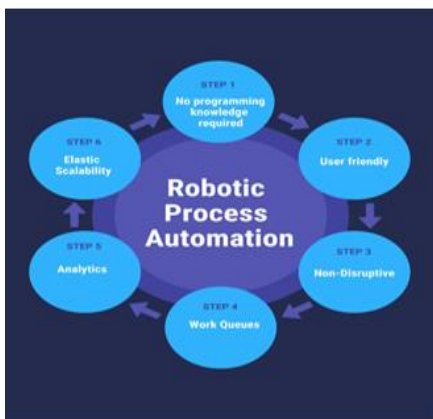 STEP 1
No programming
knowledge
required
STEP 2
User friendly
STEP 3
Non-Disruptive
STEP 4
Work Queues
STEP 5
Analytics
STEP 6
Elastic
Scalability
Robotic
Process
Automation